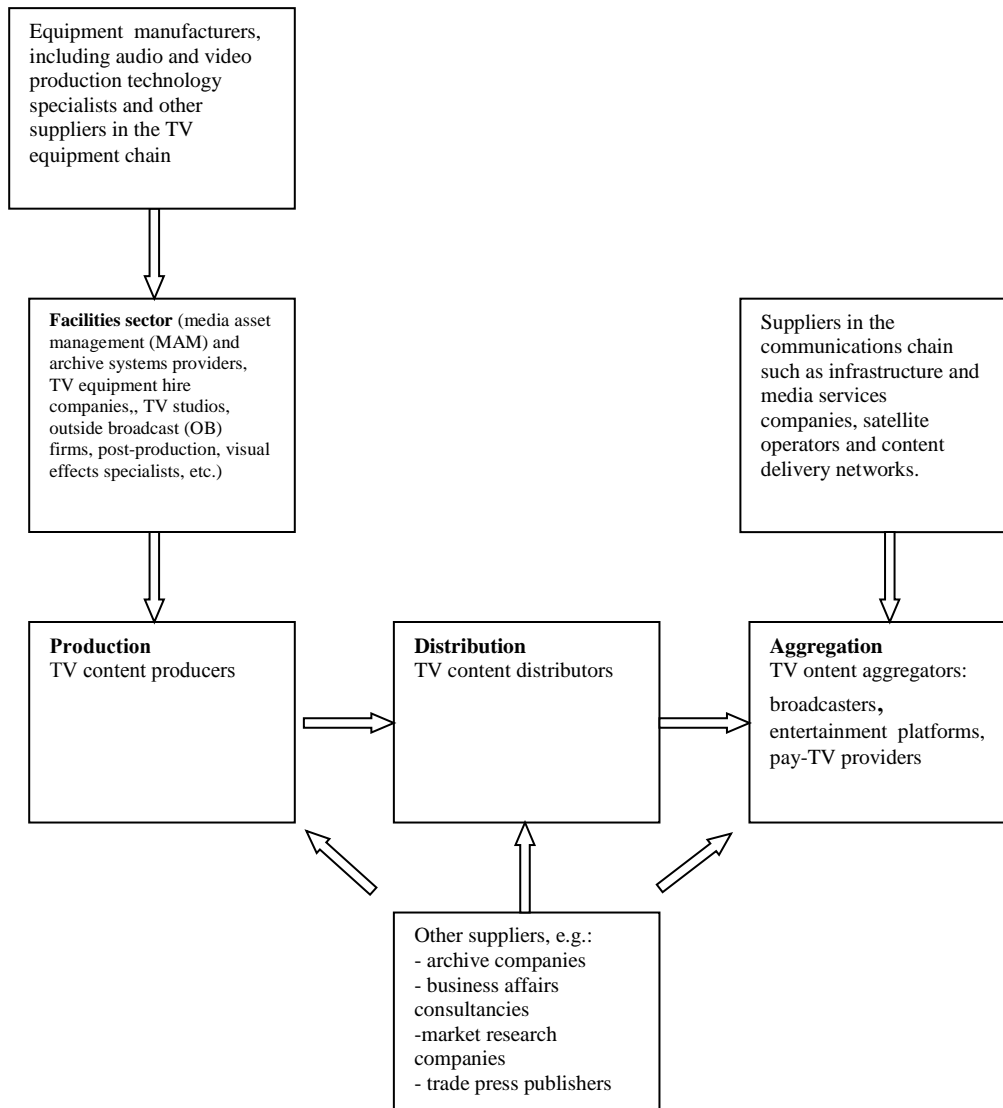 Equipment manufacturers,
including audio and video
production technology
specialists and other
suppliers in the TV
equipment chain
Facilities sector (media asset
management (MAM) and
archive systems providers,
TV equipment hire
companies,, TV studios,
outside broadcast (OB)
firms, post-production, visual
effects specialists, etc.)
Suppliers in the
communications chain
such as infrastructure and
media services
companies, satellite
operators and content
delivery networks.
Production
TV content producers
Distribution
TV content distributors
Aggregation
TV ontent aggregators:
broadcasters,
entertainment platforms,
pay-TV providers
Other suppliers, e.g.:
- archive companies
- business affairs
consultancies
-market research
companies
- trade press publishers